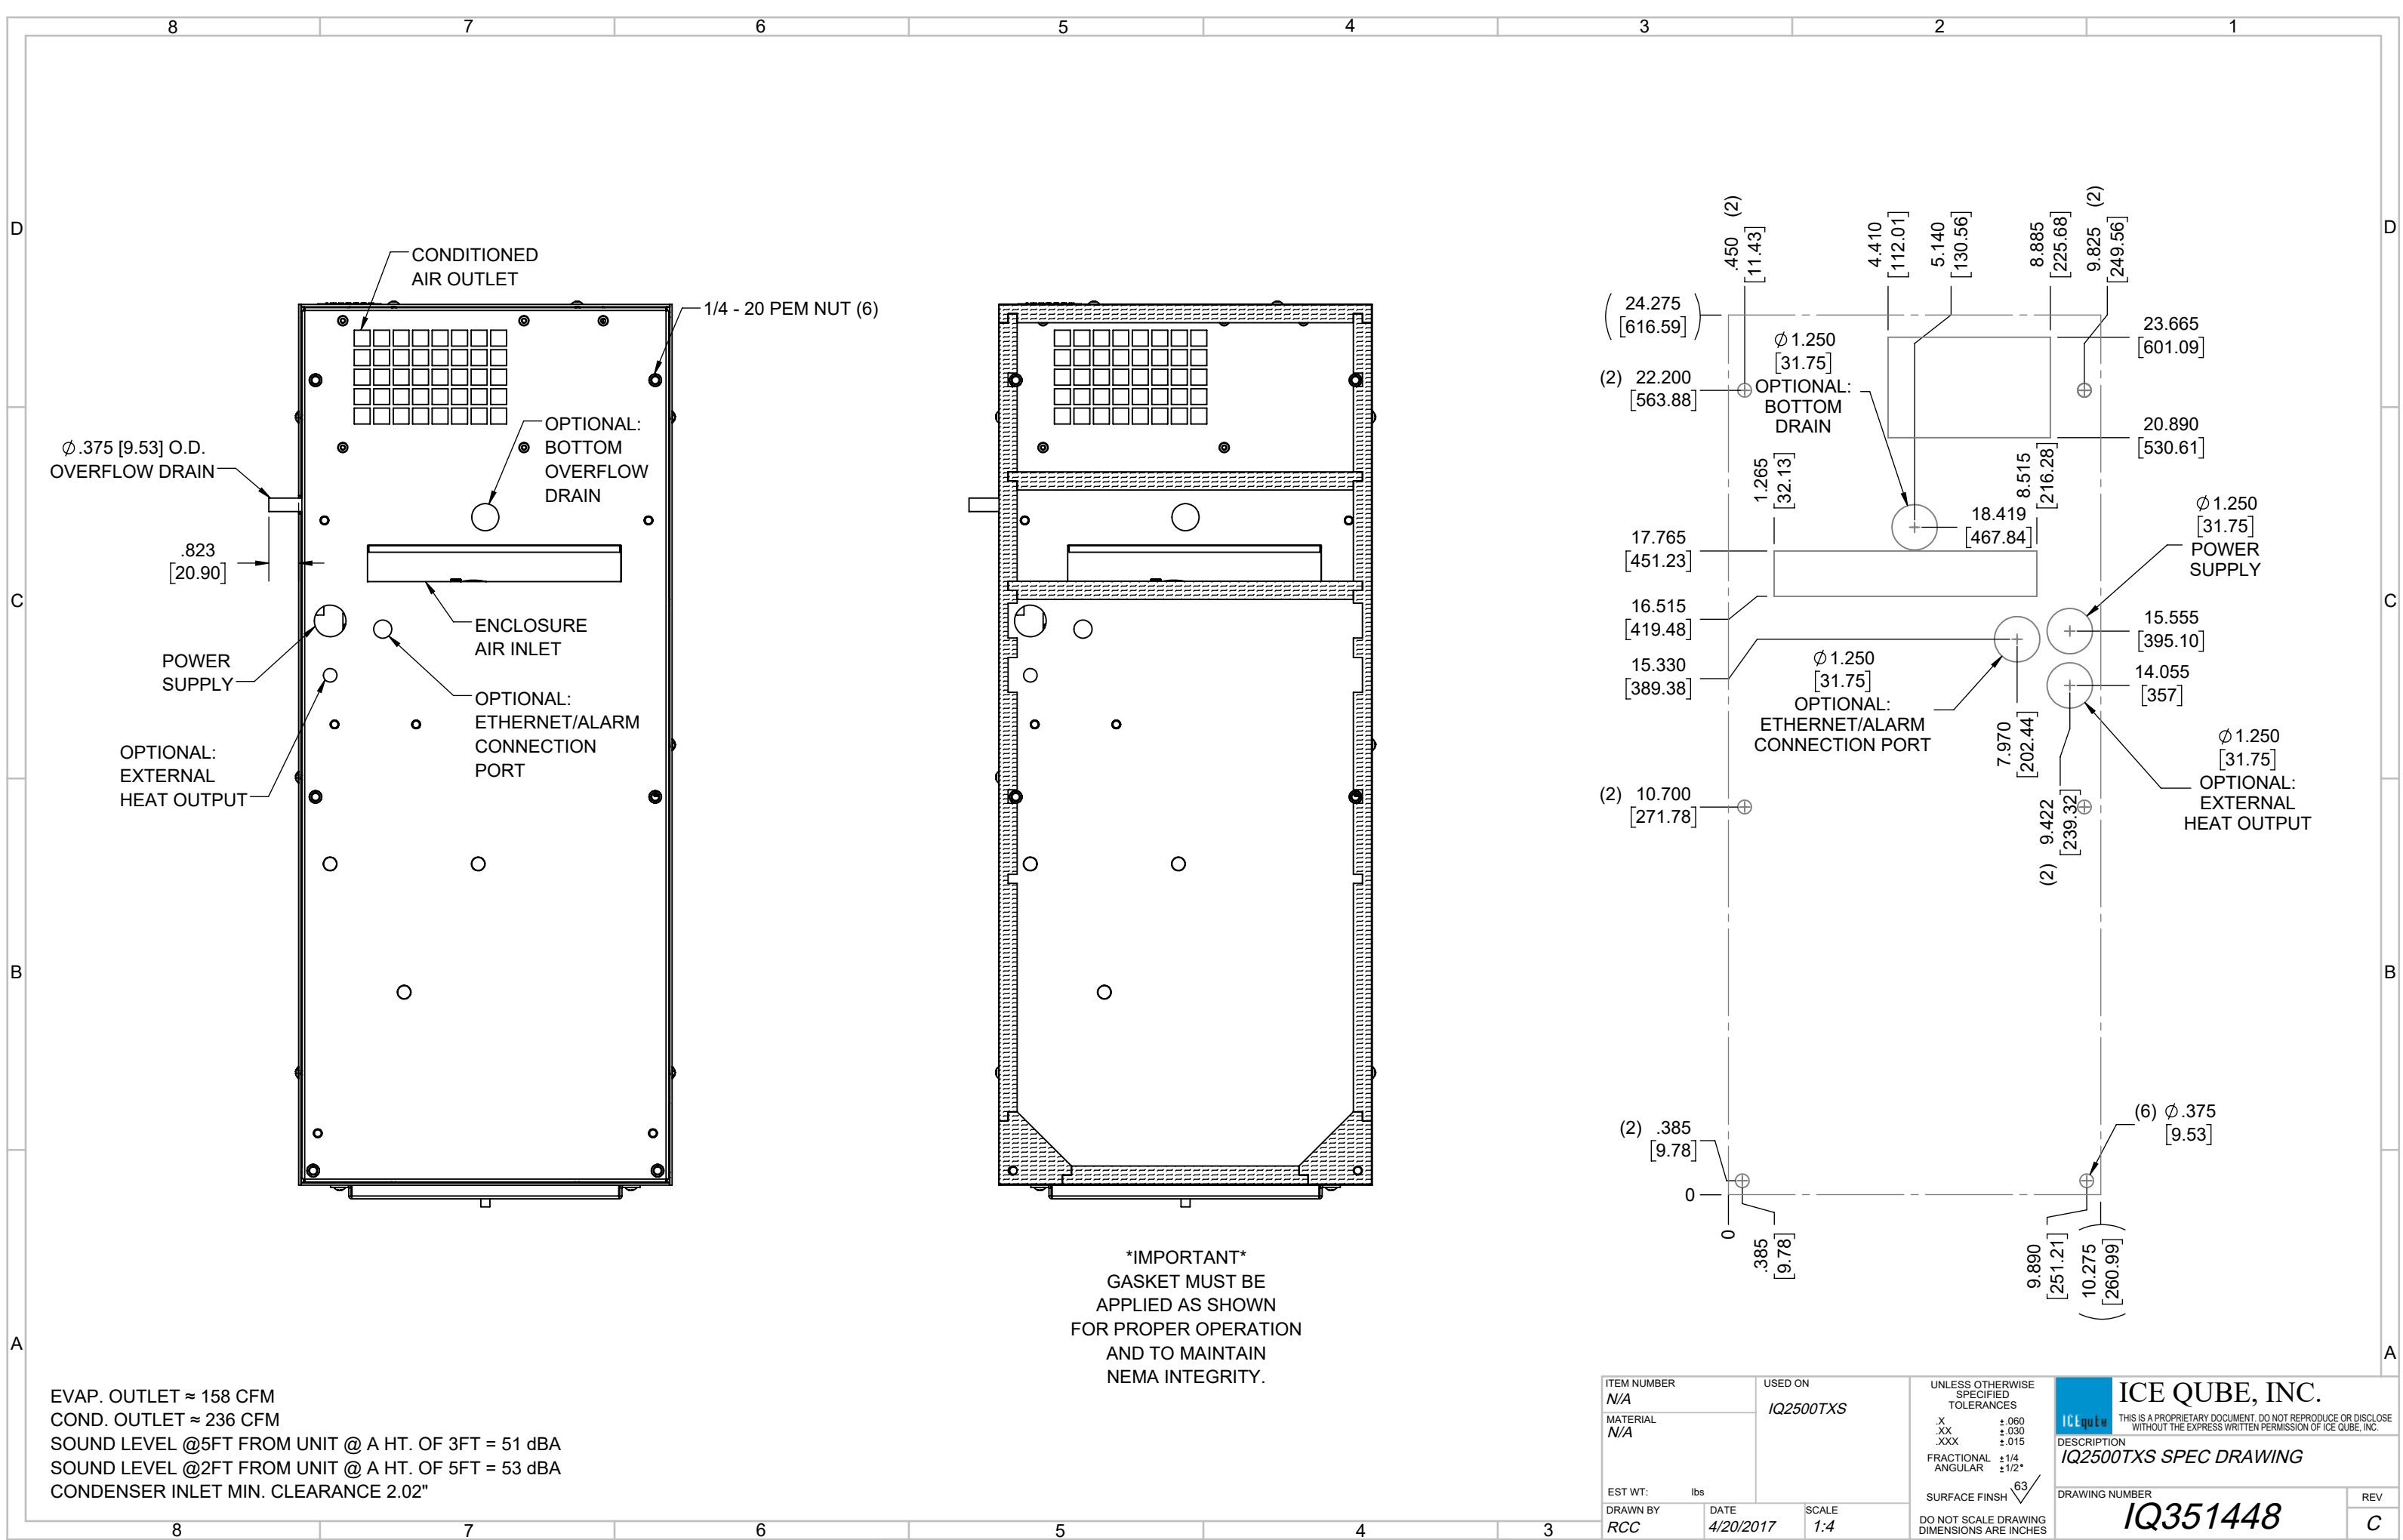 8
7
6
5
4
3
2
1
D
D
C
C
B
B
A
A
CONDITIONED
AIR OUTLET
1/4 - 20 PEM NUT (6)
OPTIONAL:
BOTTOM
OVERFLOW
DRAIN
∅.375 [9.53] O.D.
OVERFLOW DRAIN
.823
[20.90]
ENCLOSURE
AIR INLET
POWER
SUPPLY
OPTIONAL:
ETHERNET/ALARM
CONNECTION
PORT
OPTIONAL:
EXTERNAL
HEAT OUTPUT
*IMPORTANT*
GASKET MUST BE
APPLIED AS SHOWN
FOR PROPER OPERATION
AND TO MAINTAIN
NEMA INTEGRITY.
(2)
.450
[11.43]
4.410
[112.01]
5.140
[130.56]
8.885
[225.68]
(2)
9.825
[249.56]
(24.275
[616.59])
∅1.250
[31.75]
OPTIONAL:
BOTTOM
DRAIN
23.665
[601.09]
(2) 22.200
[563.88]
20.890
[530.61]
1.265
[32.13]
8.515
[216.28]
18.419
[467.84]
∅1.250
[31.75]
POWER
SUPPLY
17.765
[451.23]
16.515
[419.48]
15.555
[395.10]
15.330
[389.38]
∅1.250
[31.75]
OPTIONAL:
ETHERNET/ALARM
CONNECTION PORT
14.055
[357]
7.970
[202.44]
∅1.250
[31.75]
OPTIONAL:
EXTERNAL
HEAT OUTPUT
(2) 10.700
[271.78]
(2) 9.422
[239.32]
(6) ∅.375
[9.53]
(2) .385
[9.78]
0
0
.385
[9.78]
9.890
[251.21]
(10.275
[260.99])
EVAP. OUTLET ≈ 158 CFM
COND. OUTLET ≈ 236 CFM
SOUND LEVEL @5FT FROM UNIT @ A HT. OF 3FT = 51 dBA
SOUND LEVEL @2FT FROM UNIT @ A HT. OF 5FT = 53 dBA
CONDENSER INLET MIN. CLEARANCE 2.02"
ITEM NUMBER
N/A
MATERIAL
N/A
EST WT: lbs
USED ON
IQ2500TXS
DRAWN BY
RCC
DATE
4/20/2017
SCALE
1:4
UNLESS OTHERWISE
SPECIFIED
TOLERANCES
.X ±.060
.XX ±.030
.XXX ±.015
FRACTIONAL ±1/4
ANGULAR ±1/2°
SURFACE FINSH 63
DO NOT SCALE DRAWING
DIMENSIONS ARE INCHES
ICEqube
ICE QUBE, INC.
THIS IS A PROPRIETARY DOCUMENT. DO NOT REPRODUCE OR DISCLOSE
WITHOUT THE EXPRESS WRITTEN PERMISSION OF ICE QUBE, INC.
DESCRIPTION
IQ2500TXS SPEC DRAWING
DRAWING NUMBER
IQ351448
REV
C
8
7
6
5
4
3